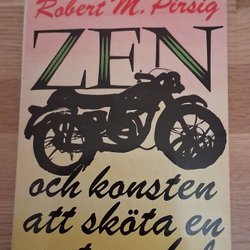 Robert M. Pirsig
ZEN
och konsten
att sköta en